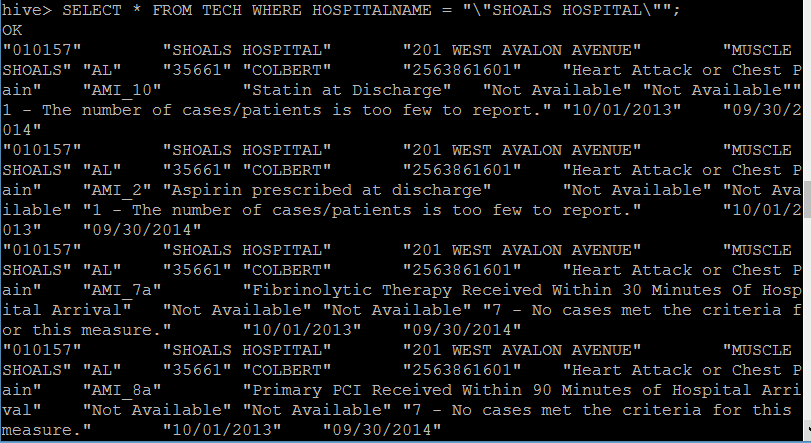 hive> SELECT * FROM TECH WHERE HOSPITALNAME = "\"SHOALS HOSPITAL\"";
OK
"010157"        "SHOALS HOSPITAL"       "201 WEST AVALON AVENUE"        "MUSCLE 
SHOALS" "AL"    "35661" "COLBERT"       "2563861601"    "Heart Attack or Chest P
ain"    "AMI_10"        "Statin at Discharge"   "Not Available" "Not Available""
1 - The number of cases/patients is too few to report." "10/01/2013"    "09/30/2
014"
"010157"        "SHOALS HOSPITAL"       "201 WEST AVALON AVENUE"        "MUSCLE 
SHOALS" "AL"    "35661" "COLBERT"       "2563861601"    "Heart Attack or Chest P
ain"    "AMI_2" "Aspirin prescribed at discharge"       "Not Available" "Not Ava
ilable" "1 - The number of cases/patients is too few to report."        "10/01/2
013"    "09/30/2014"
"010157"        "SHOALS HOSPITAL"       "201 WEST AVALON AVENUE"        "MUSCLE 
SHOALS" "AL"    "35661" "COLBERT"       "2563861601"    "Heart Attack or Chest P
ain"    "AMI_7a"        "Fibrinolytic Therapy Received Within 30 Minutes Of Hosp
ital Arrival"   "Not Available" "Not Available" "7 - No cases met the criteria f
or this measure."       "10/01/2013"    "09/30/2014"
"010157"        "SHOALS HOSPITAL"       "201 WEST AVALON AVENUE"        "MUSCLE 
SHOALS" "AL"    "35661" "COLBERT"       "2563861601"    "Heart Attack or Chest P
ain"    "AMI_8a"        "Primary PCI Received Within 90 Minutes of Hospital Arri
val"    "Not Available" "Not Available" "7 - No cases met the criteria for this 
measure."       "10/01/2013"    "09/30/2014"